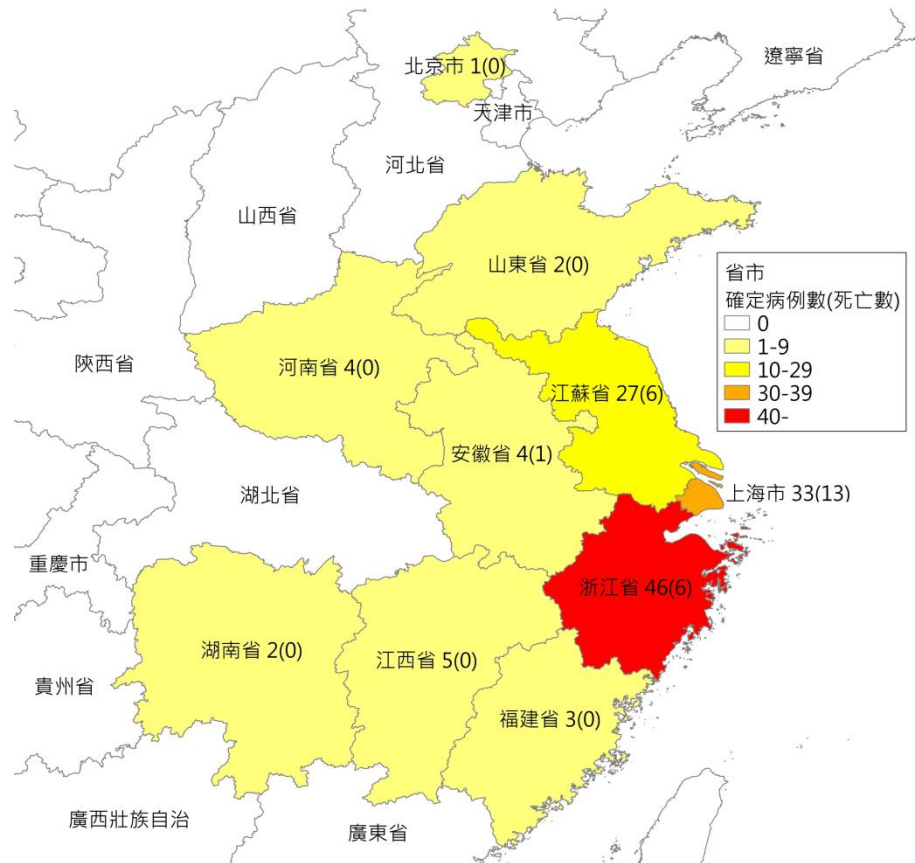 北京市 1(0)
遼寧省
天津市
河北省
山西省
山東省 2(0)
省市
確定病例數(死亡數)
0
1-9
10-29
30-39
40-
陝西省
河南省 4(0)
江蘇省 27(6)
安徽省 4(1)
湖北省
上海市 33(13)
重慶市
浙江省 46(6)
湖南省 2(0)
江西省 5(0)
貴州省
福建省 3(0)
廣西壯族自治
廣東省